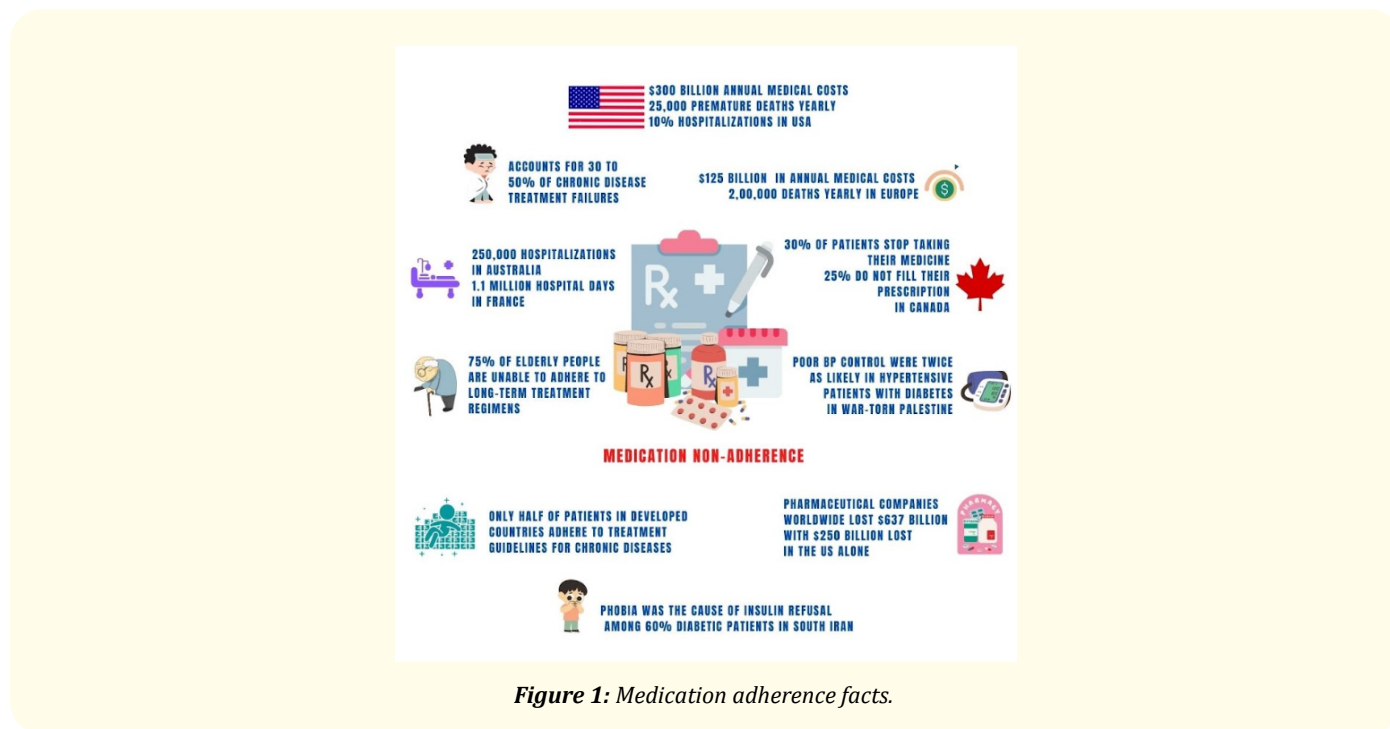 $300 BILLION ANNUAL MEDICAL COSTS
25,000 PREMATURE DEATHS YEARLY
10% HOSPITALIZATIONS IN USA
ACCOUNTS FOR 30 TO
50% OF CHRONIC DISEASE
TREATMENT FAILURES
$125 BILLION IN ANNUAL MEDICAL COSTS
2,00,000 DEATHS YEARLY IN EUROPE
$
250,000 HOSPITALIZATIONS
IN AUSTRALIA
1.1 MILLION HOSPITAL DAYS
IN FRANCE
Rx
30% OF PATIENTS STOP TAKING
THEIR MEDICINE
25% DO NOT FILL THEIR
PRESCRIPTION
IN CANADA
75% OF ELDERLY PEOPLE
ARE UNABLE TO ADHERE TO
LONG-TERM TREATMENT
REGIMENS
Rx
Rx
POOR BP CONTROL WERE TWICE
AS LIKELY IN HYPERTENSIVE
PATIENTS WITH DIABETES
IN WAR-TORN PALESTINE
MEDICATION NON-ADHERENCE
ONLY HALF OF PATIENTS IN DEVELOPED
COUNTRIES ADHERE TO TREATMENT
GUIDELINES FOR CHRONIC DISEASES
PHARMACEUTICAL COMPANIES
WORLDWIDE LOST $637 BILLION
WITH $250 BILLION LOST
IN THE US ALONE
PHARMACY
PHOBIA WAS THE CAUSE OF INSULIN REFUSAL
AMONG 60% DIABETIC PATIENTS IN SOUTH IRAN
Figure 1: Medication adherence facts.